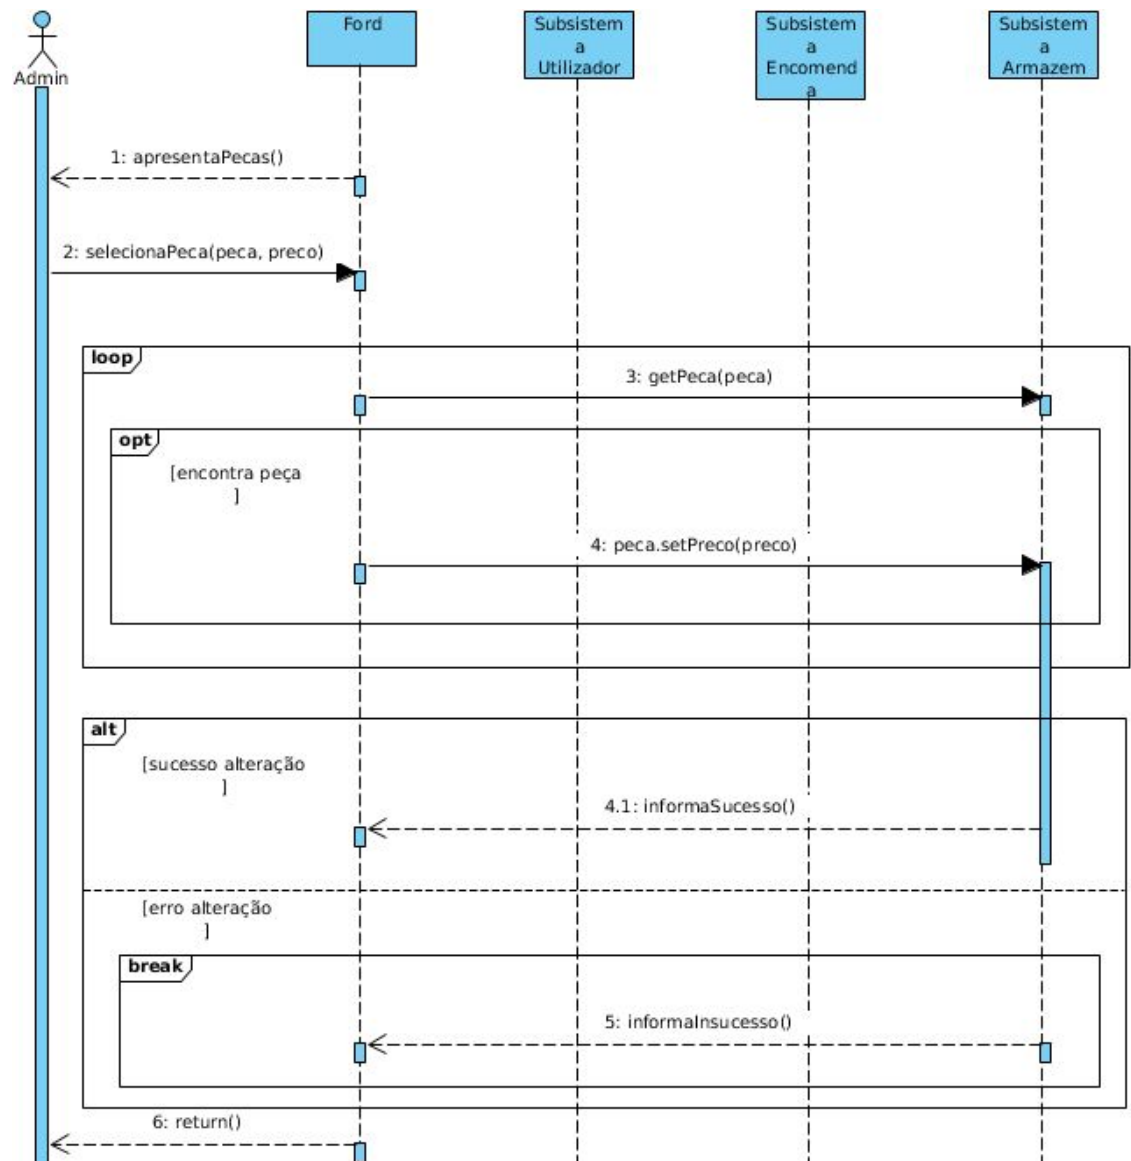 Admin
Ford
Subsistem
a
Utilizador
Subsistem
a
Encomend
a
Subsistem
a
Armazem
1: apresentaPecas()
2: selecionaPeca(peca, preco)
loop
3: getPeca(peca)
opt
[encontra peça
]
4: peca.setPreco(preco)
alt
[sucesso alteração
]
4.1: informaSucesso()
[erro alteração
]
break
5: informaInsucesso()
6: return()